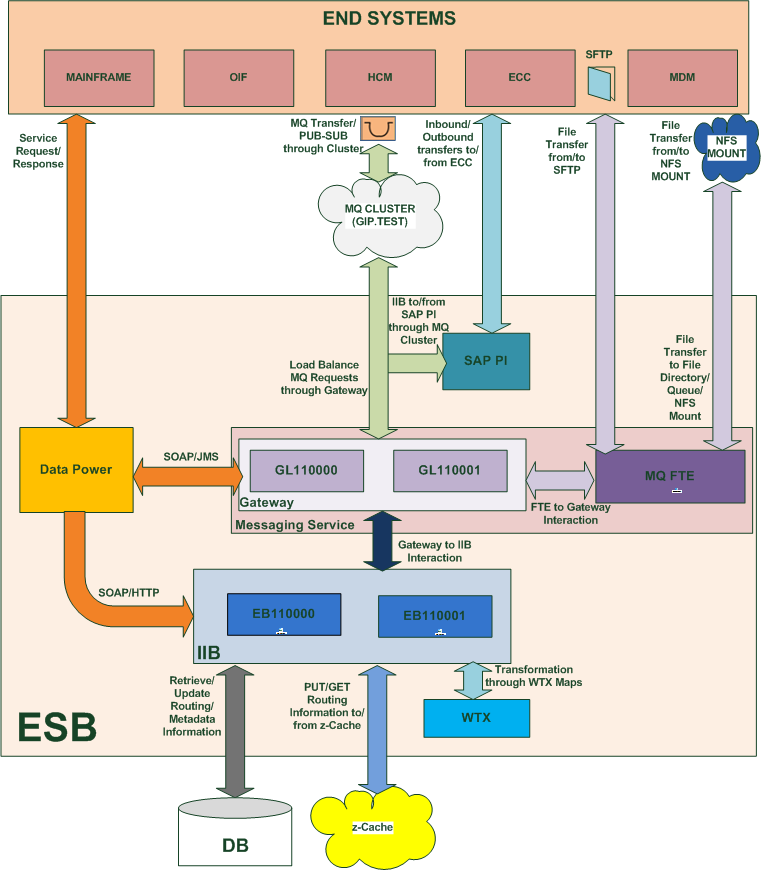 END SYSTEMS
SFTP
MAINFRAME
OIF
HCM
ECC
MDM
Service
Request/
Response
MQ Transfer/
PUB-SUB
through Cluster
Inbound/
Outbound
transfers to/
from ECC
File
Transfer
from/to
SFTP
File
Transfer
from/to
NFS
MOUNT
NFS
MOUNT
MQ CLUSTER
(GIP.TEST)
IIB to/from
SAP PI
through MQ
Cluster
SAP PI
Load Balance
MQ Requests
through Gateway
File
Transfer
to File
Directory/
Queue/
NFS
Mount
Data Power
SOAP/JMS
GL110000
GL110001
Gateway
Messaging Service
MQ FTE
FTE to Gateway
Interaction
Gateway to IIB
Interaction
SOAP/HTTP
EB110000
EB110001
IIB
Retrieve/
Update
Routing/
Metadata
Information
PUT/GET
Routing
Information to/
from z-Cache
Transformation
through WTX Maps
WTX
ESB
DB
z-Cache